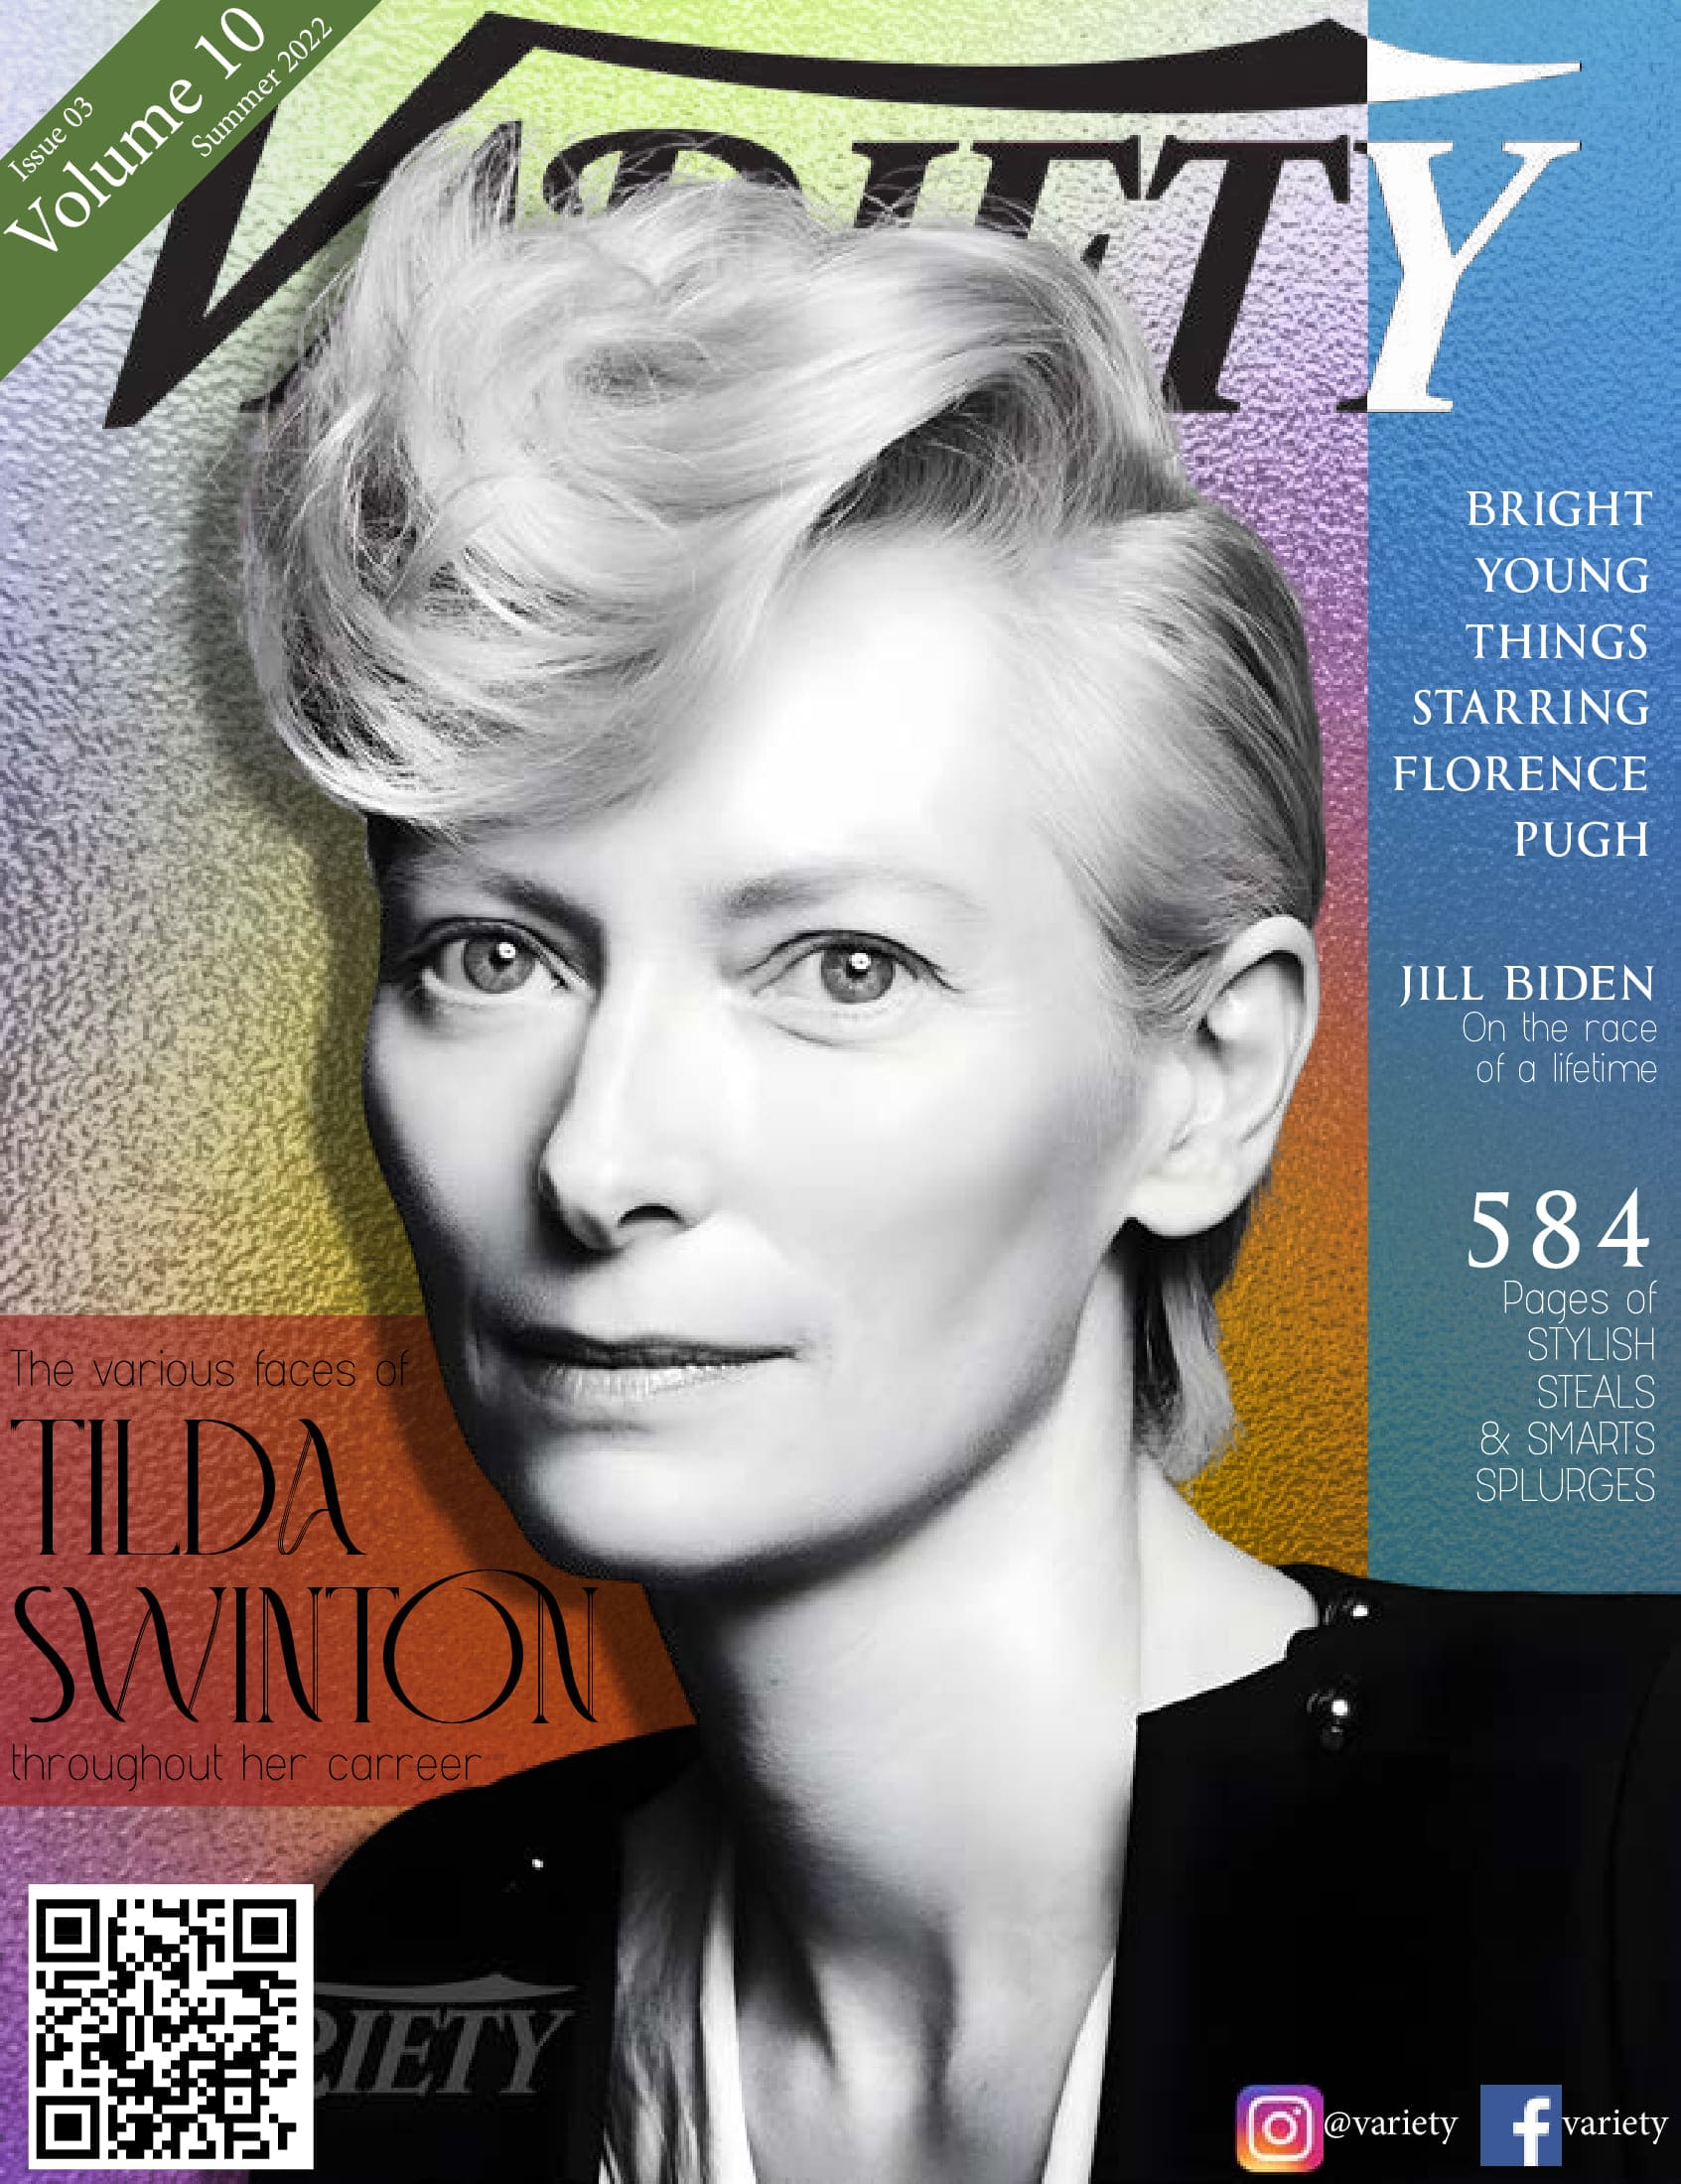 Issue 03
Volume 10
Summer 2022
VARIETY
BRIGHT
YOUNG
THINGS
STARRING
FLORENCE
PUGH
JILL BIDEN
On the race
of a lifetime
584
Pages of
STYLISH
STEALS
& SMARTS
SPLURGES
The various faces of
TILDA
SWINTON
throughout her carreer
RIETY
@variety
variety